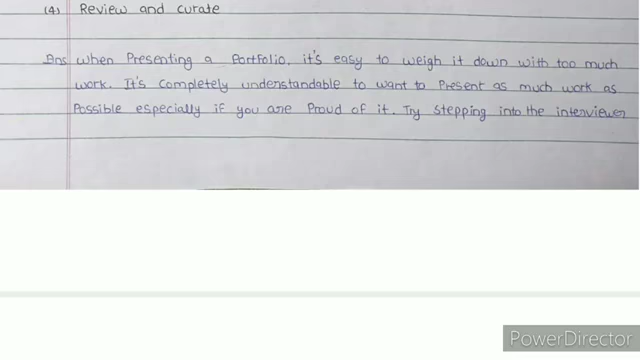 (4) Review and curate
Ans when Presenting a Portfolio, it's easy to weigh it down with too much
work. It's completely understandable to want to Present as much work as
Possible especially if you are Proud of it. Try stepping into the interviewer
PowerDirector